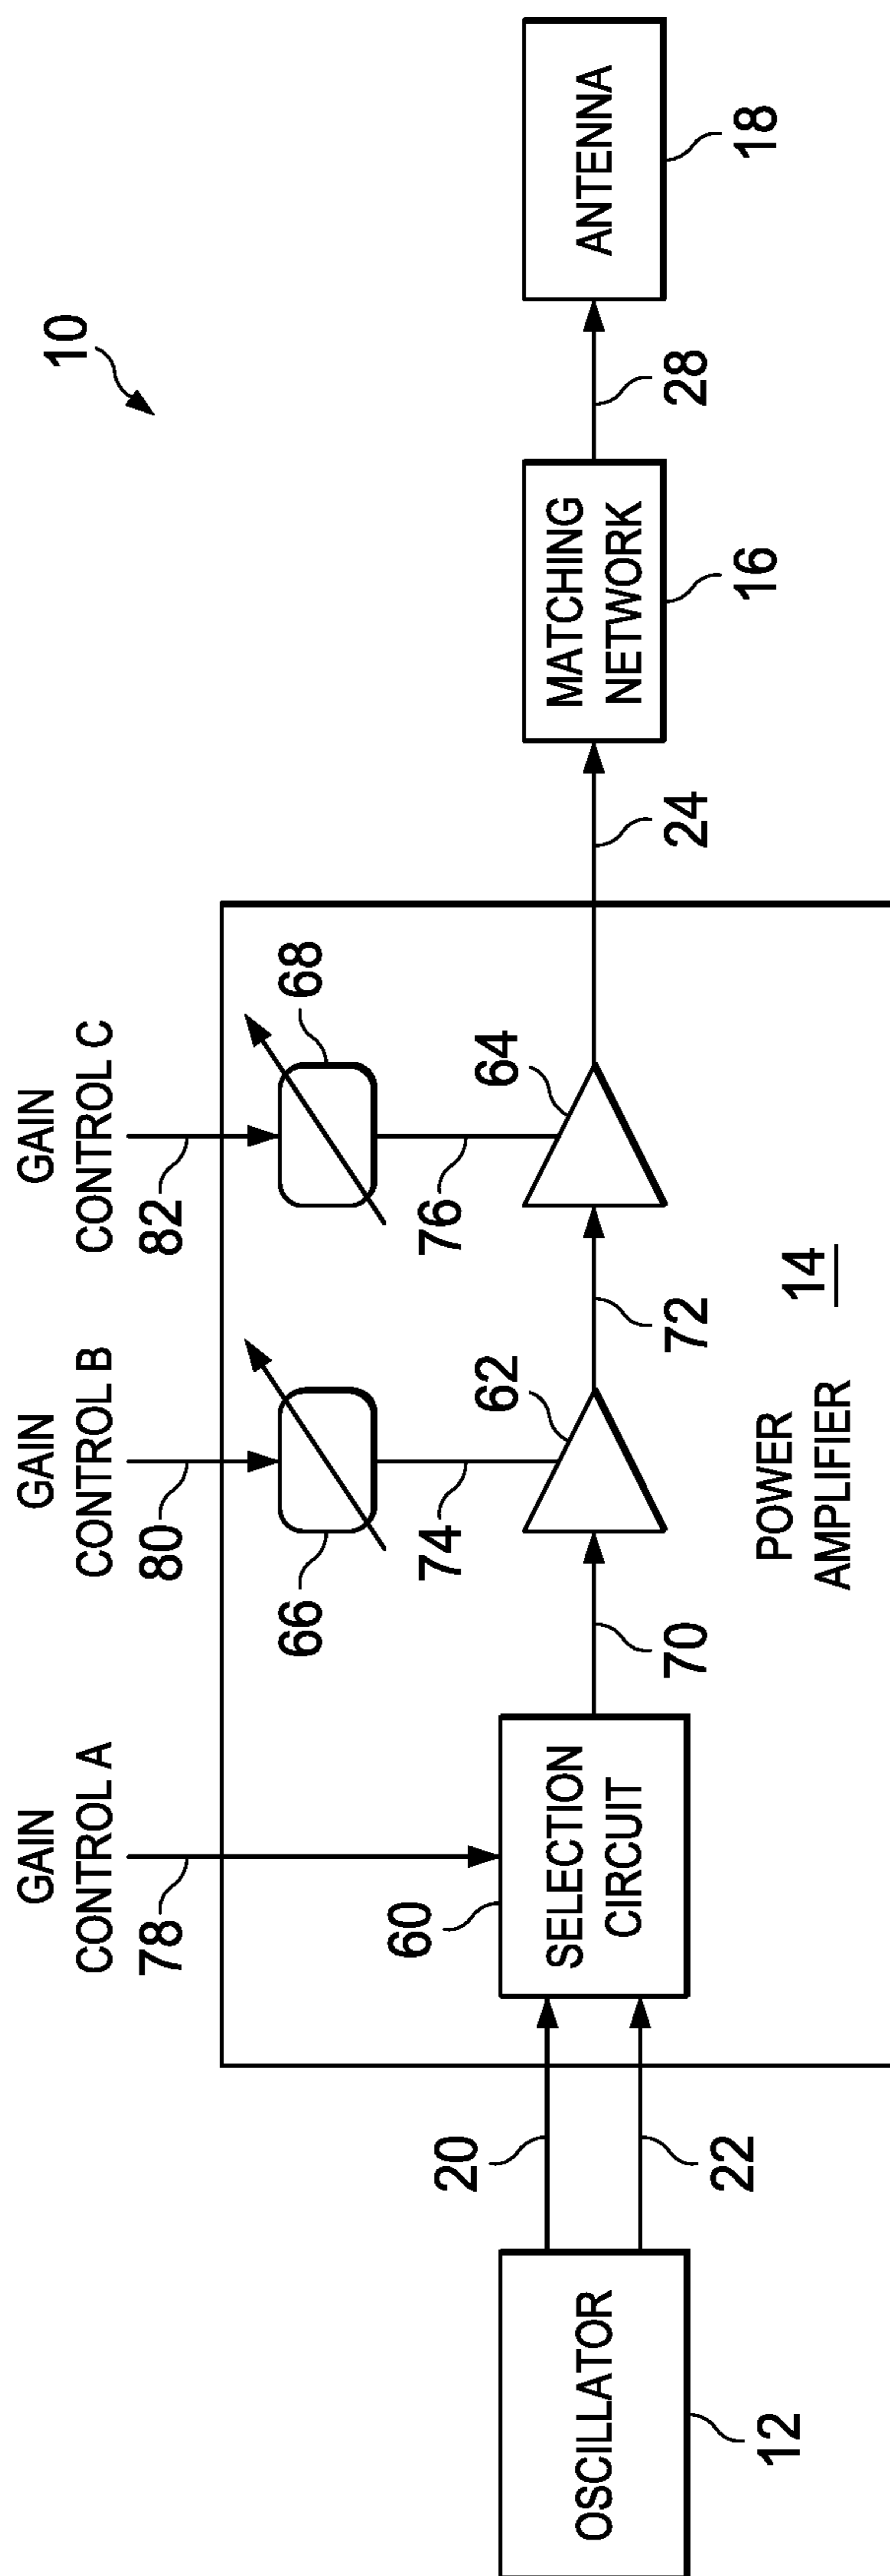 10
GAIN
CONTROL A
78
GAIN
CONTROL B
80
GAIN
CONTROL C
82
66
68
74
76
60
62
64
20
22
OSCILLATOR
12
SELECTION
CIRCUIT
70
72
24
MATCHING
NETWORK
16
28
ANTENNA
18
POWER
AMPLIFIER
14